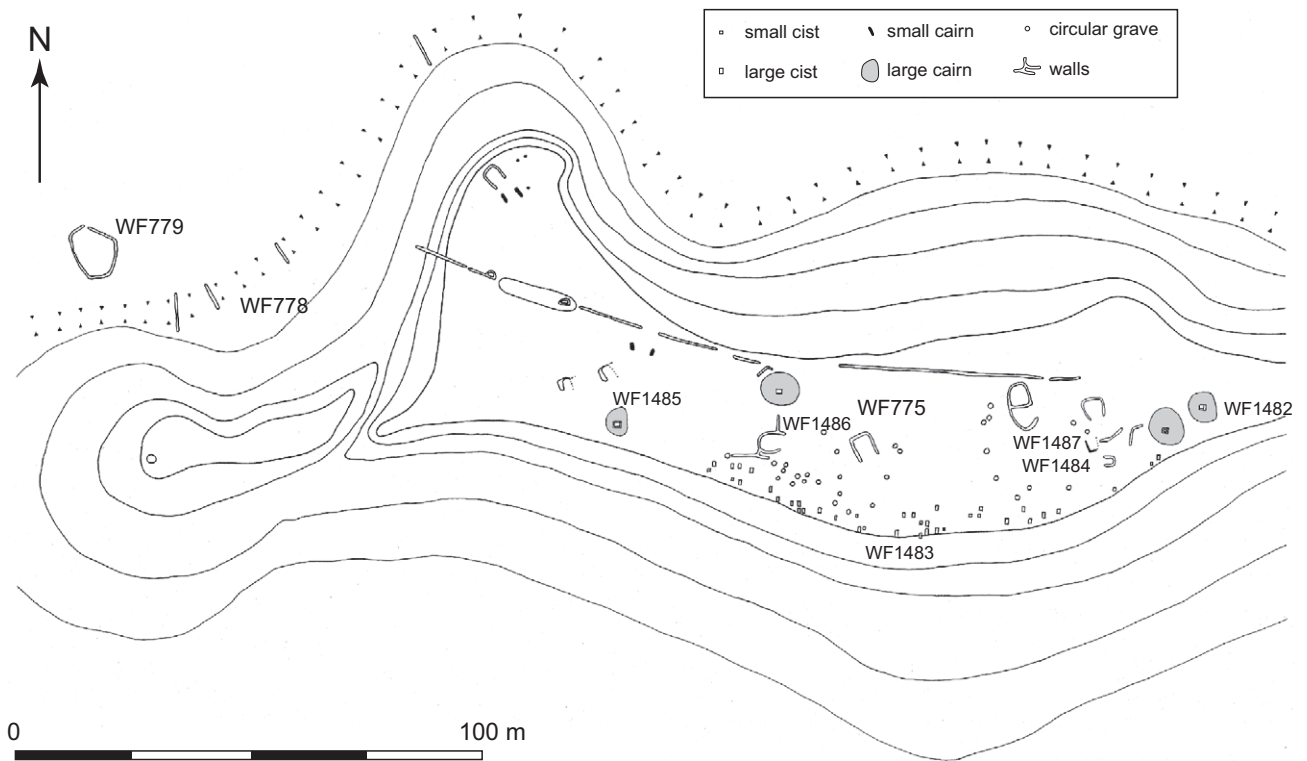 N
small cist
small cairn
circular grave
large cist
large cairn
walls
WF779
WF778
WF1485
WF1486
WF775
WF1482
WF1487
WF1484
WF1483
0
100 m